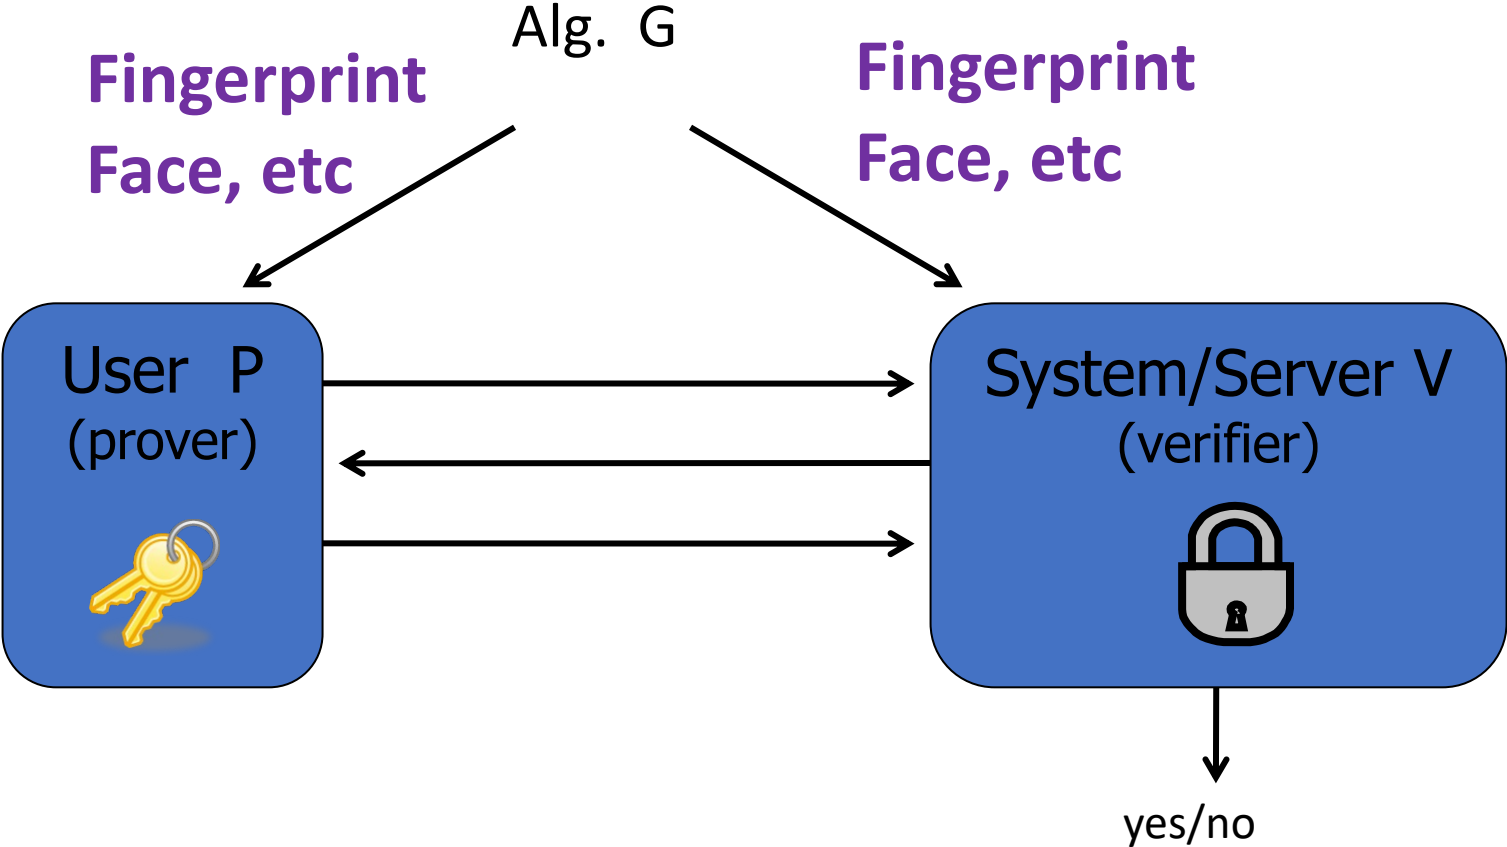 Alg. G
Fingerprint
Face, etc
Fingerprint
Face, etc
User P
(prover)
System/Server V
(verifier)
yes/no